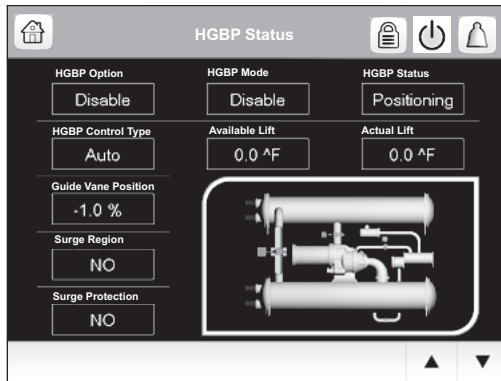 HGBP Status
HGBP Option HGBP Mode HGBP Status
Disable Disable Positioning
HGBP Control Type Available Lift Actual Lift
Auto 0.0 ^F 0.0 ^F
Guide Vane Position
-1.0 %
Surge Region
NO
Surge Protection
NO